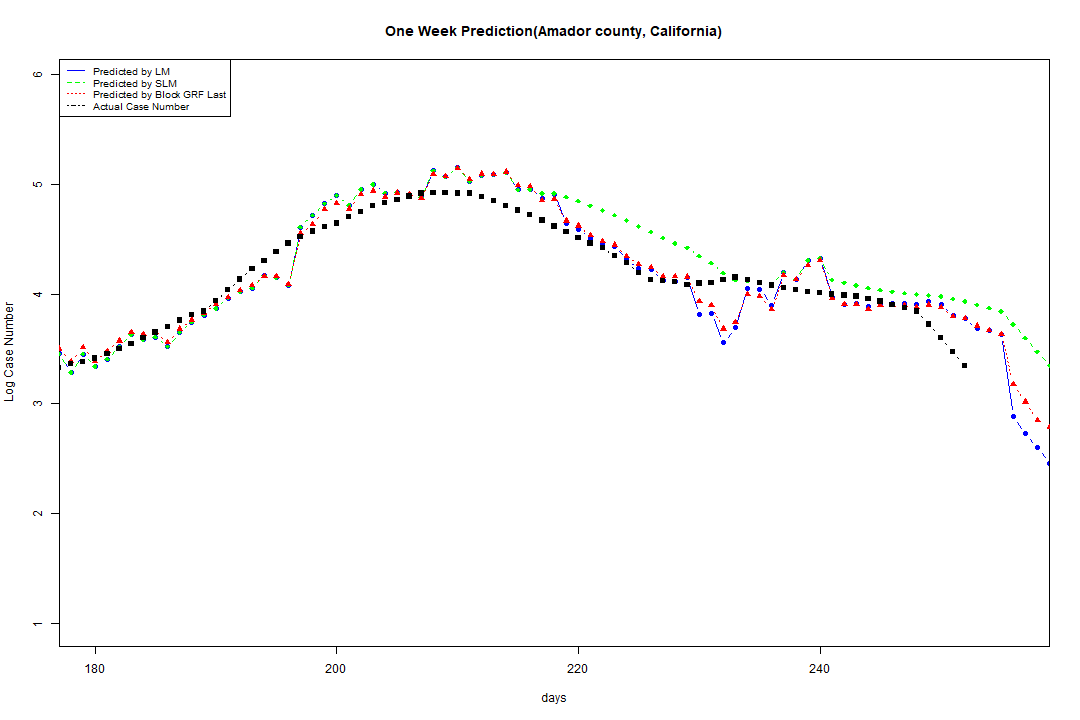 One Week Prediction(Amador county, California)
Predicted by LM
Predicted by SLM
Predicted by Block GRF Last
Actual Case Number
6
5
4
3
2
1
Log Case Number
180
200
220
240
days